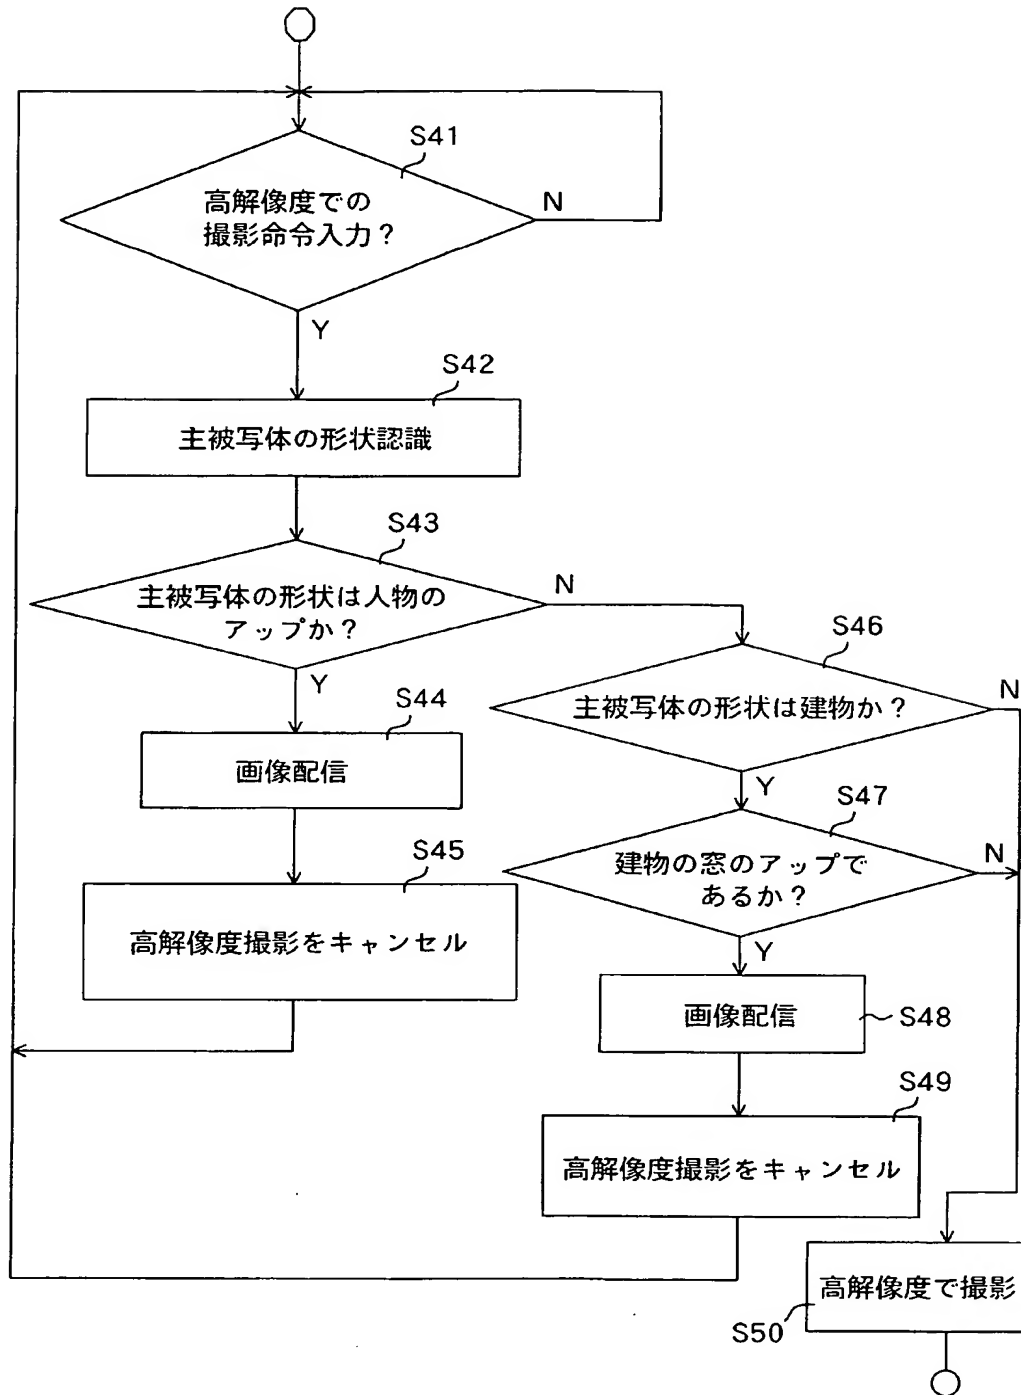 S41
高解像度での
撮影命令入力？
N
Y
S42
主被写体の形状認識
S43
主被写体の形状は人物の
アップか？
N
Y
S44
画像配信
S45
高解像度撮影をキャンセル
S46
主被写体の形状は建物か？
N
Y
S47
建物の窓のアップで
あるか？
N
Y
画像配信
S48
S49
高解像度撮影をキャンセル
高解像度で撮影
S50